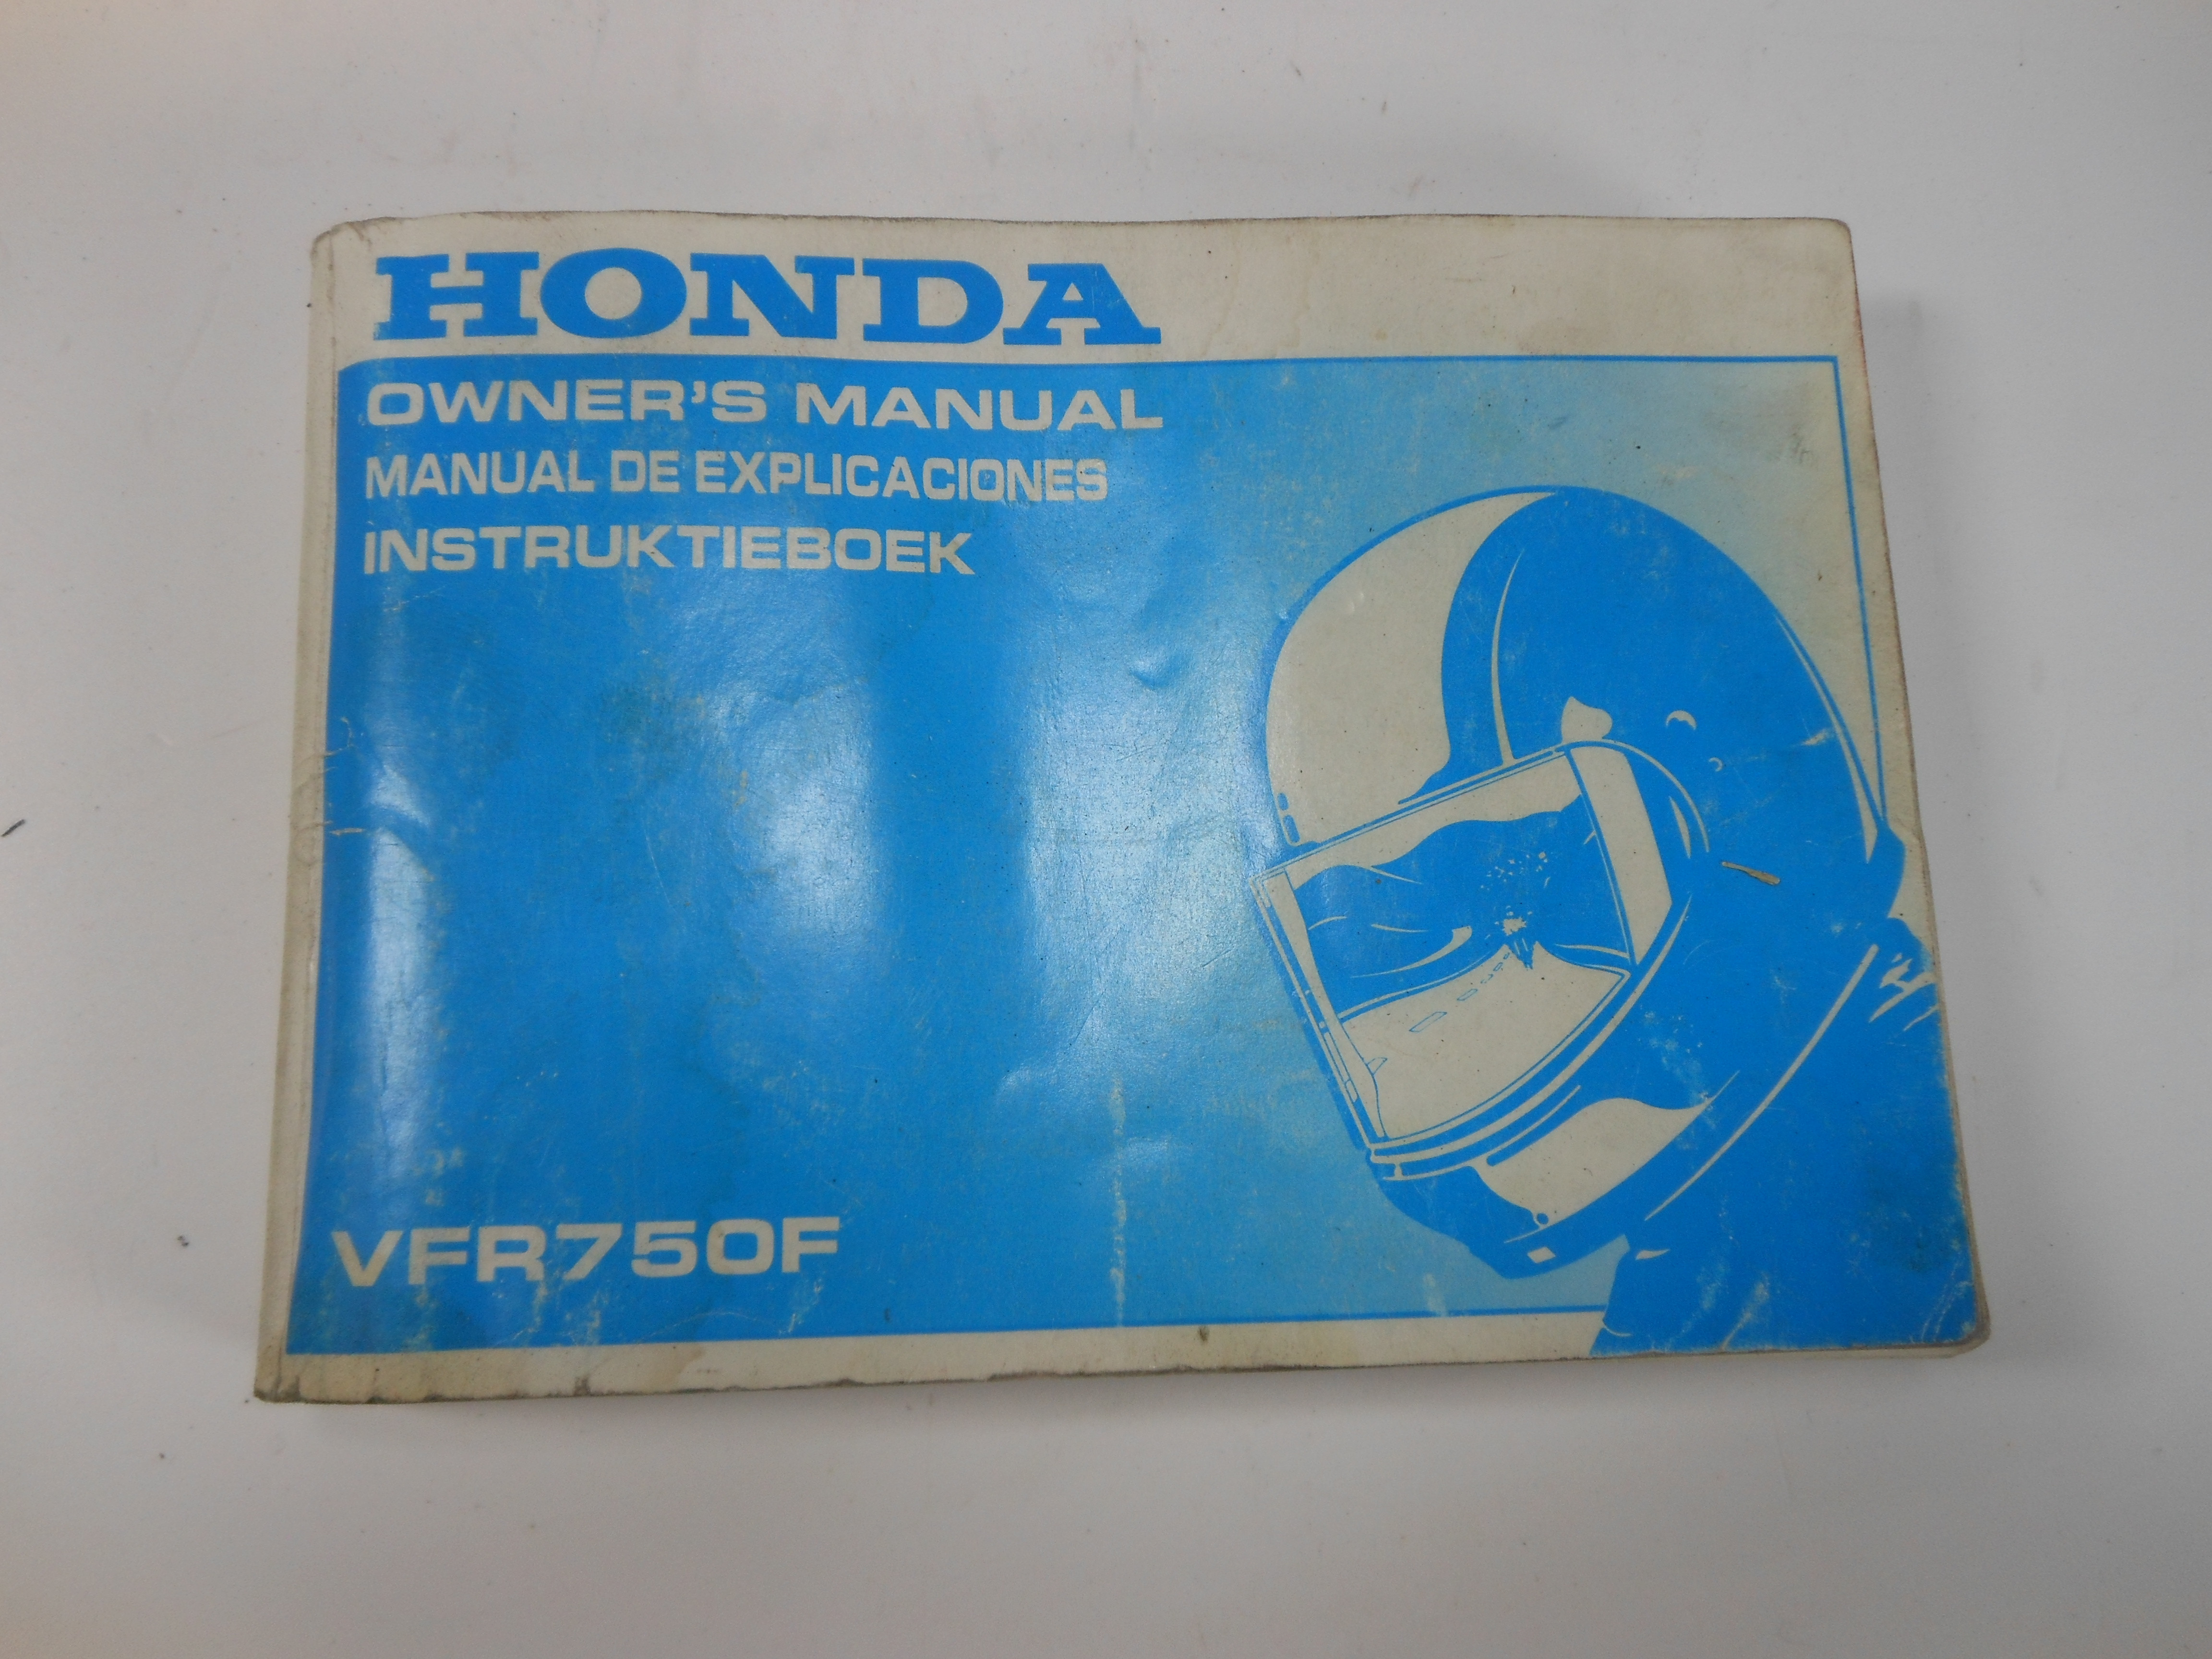 HONDA
OWNER'S MANUAL
MANUAL DE EXPLICACIONES
INSTRUKTIEBOEK
VFR750F